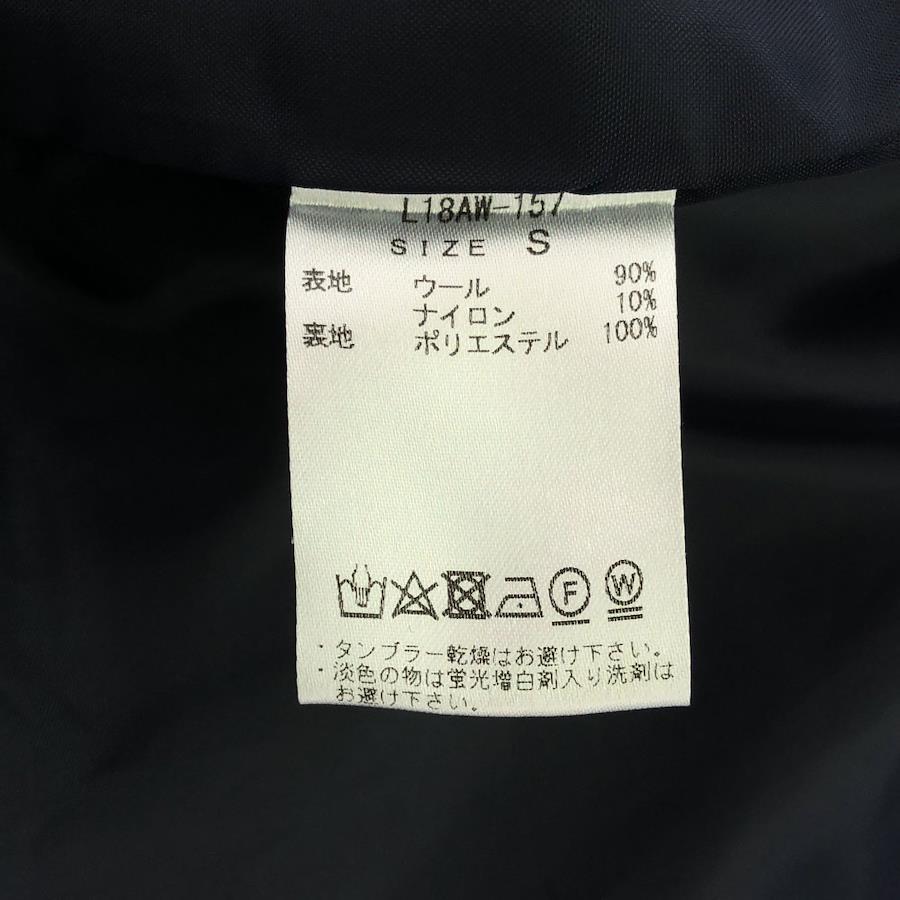 L18AW-157
SIZE S
表地 ウール 90%
ナイロン 10%
裏地 ポリエステル 100%
F W
・タンブラー乾燥はお避け下さい。
・淡色の物は蛍光増白剤入り洗剤は
お避け下さい。